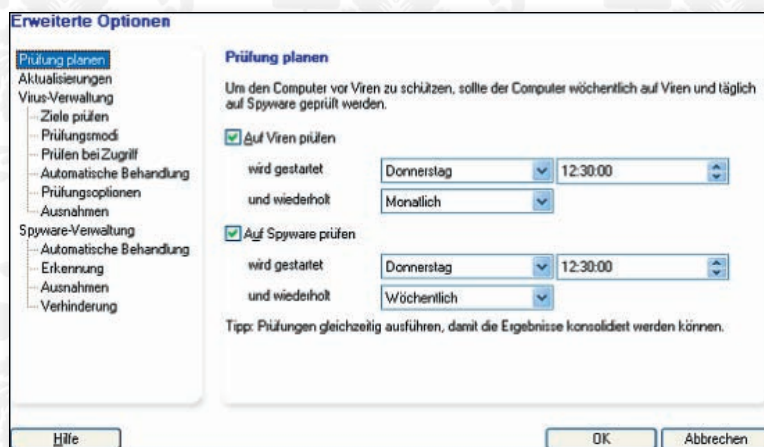 Erweiterte Optionen
Prüfung planen
Aktualisierungen
Virus-Verwaltung
Ziele prüfen
Prüfungsmodi
Prüfen bei Zugriff
Automatische Behandlung
Prüfungsoptionen
Ausnahmen
Spyware-Verwaltung
Automatische Behandlung
Erkennung
Ausnahmen
Verhinderung
Prüfung planen
Um den Computer vor Viren zu schützen, sollte der Computer wöchentlich auf Viren und täglich
auf Spyware geprüft werden.
Auf Viren prüfen
wird gestartet Donnerstag 12:30:00
und wiederholt Monatlich
Auf Spyware prüfen
wird gestartet Donnerstag 12:30:00
und wiederholt Wöchentlich
Tipp: Prüfungen gleichzeitig ausführen, damit die Ergebnisse konsolidiert werden können.
Hilfe OK Abbrechen